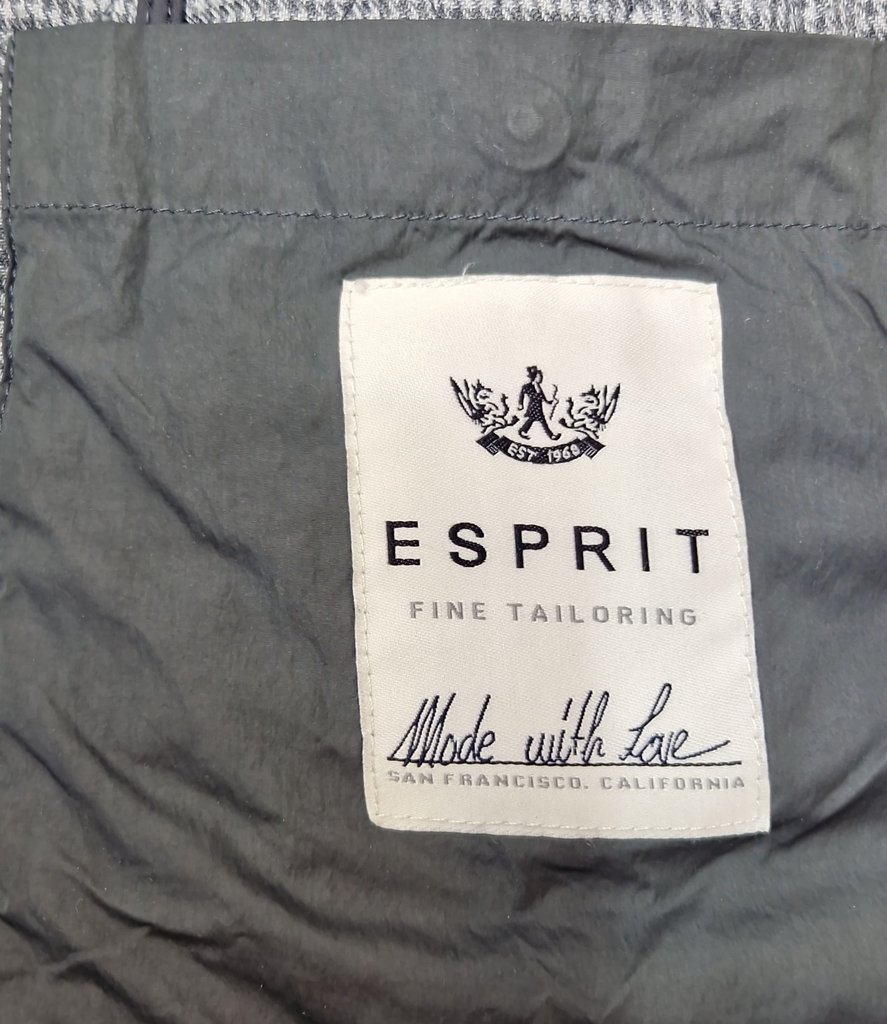 EST 1968
ESPRIT
FINE TAILORING
Made with Love
SAN FRANCISCO. CALIFORNIA